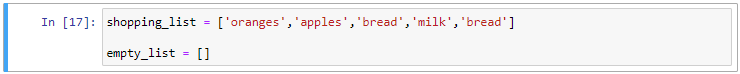 In [17]: shopping_list = ['oranges','apples','bread','milk','bread']
empty_list = []